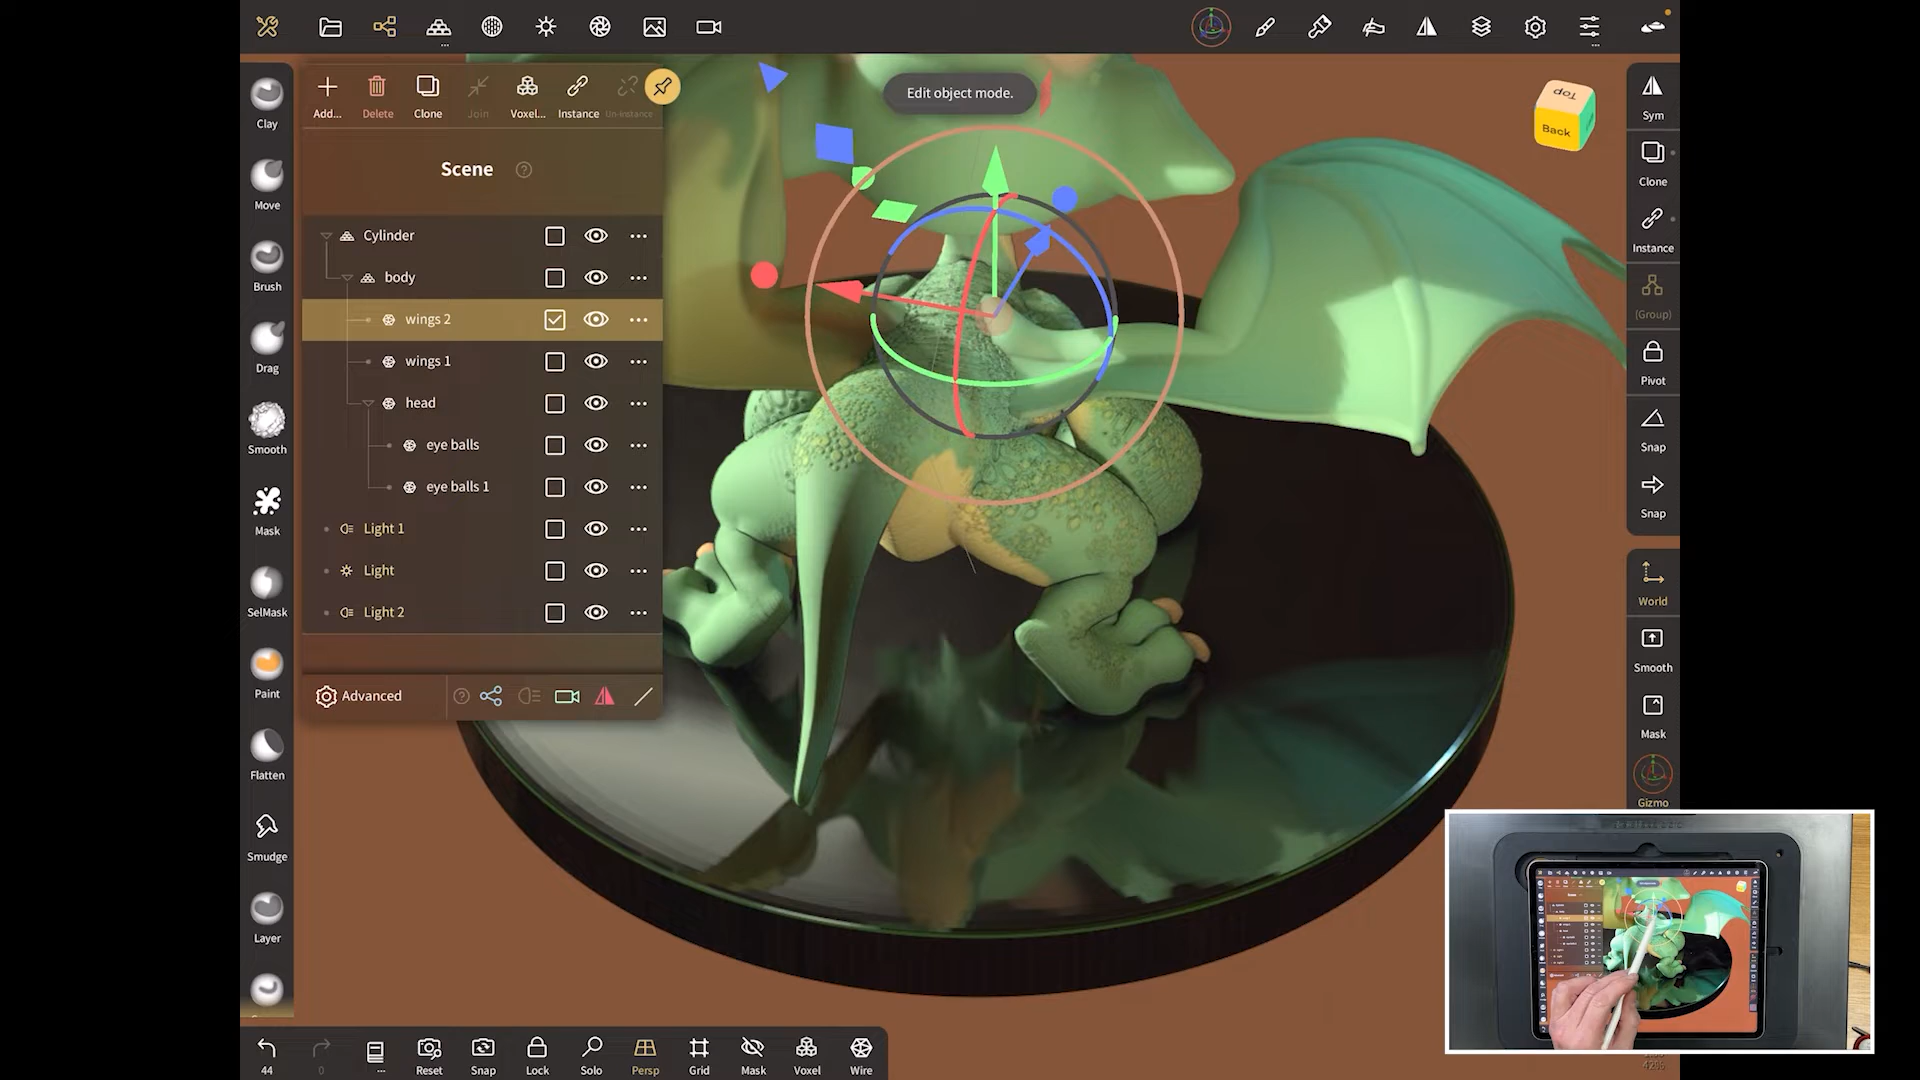 Edit object mode.
Clay
Move
Brush
Drag
Smooth
Mask
SelMask
Paint
Flatten
Smudge
Layer
Add...
Delete
Clone
Join
Voxel...
Instance
Un-instance
Scene
Cylinder
body
wings 2
wings 1
head
eye balls
eye balls 1
Light 1
Light
Light 2
Advanced
Top
Back
Sym
Clone
Instance
(Group)
Pivot
Snap
Snap
World
Smooth
Mask
Gizmo
44
0
...
Reset
Snap
Lock
Solo
Persp
Grid
Mask
Voxel
Wire
42%